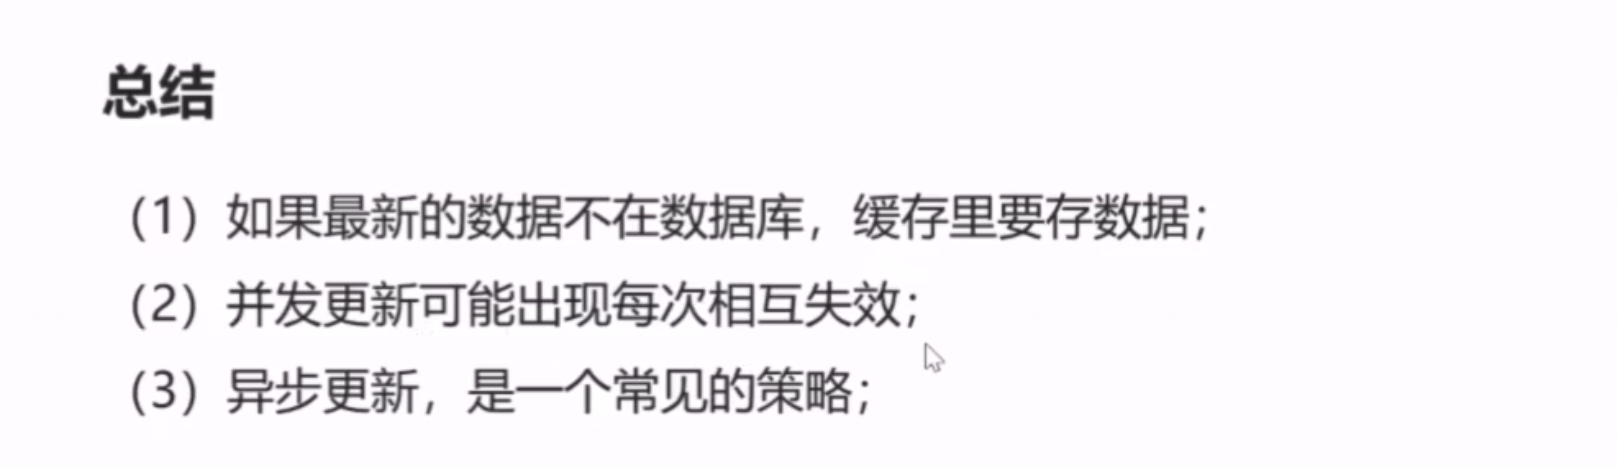 总结
（1）如果最新的数据不在数据库，缓存里要存数据；
（2）并发更新可能出现每次相互失效；
（3）异步更新，是一个常见的策略；